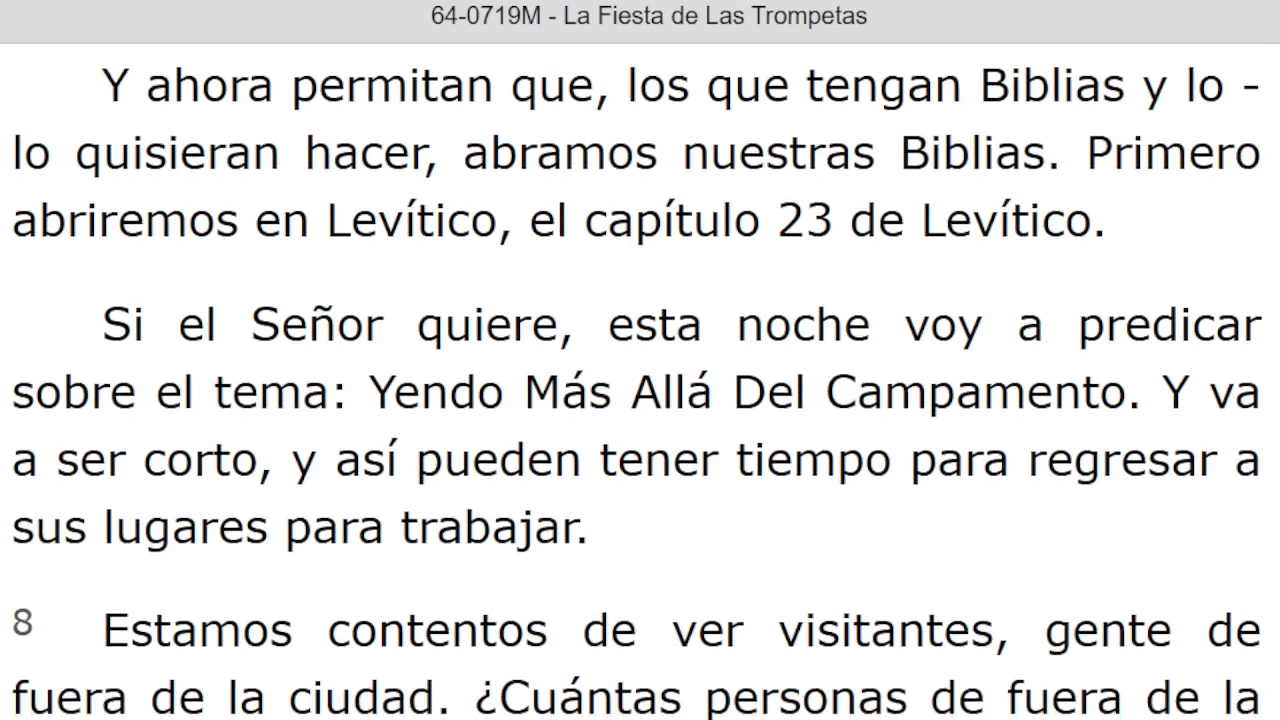 64-0719M - La Fiesta de Las Trompetas
Y ahora permitan que, los que tengan Biblias y lo -
lo quisieran hacer, abramos nuestras Biblias. Primero
abriremos en Levítico, el capítulo 23 de Levítico.
Si el Señor quiere, esta noche voy a predicar
sobre el tema: Yendo Más Allá Del Campamento. Y va
a ser corto, y así pueden tener tiempo para regresar a
sus lugares para trabajar.
8 Estamos contentos de ver visitantes, gente de
fuera de la ciudad. ¿Cuántas personas de fuera de la